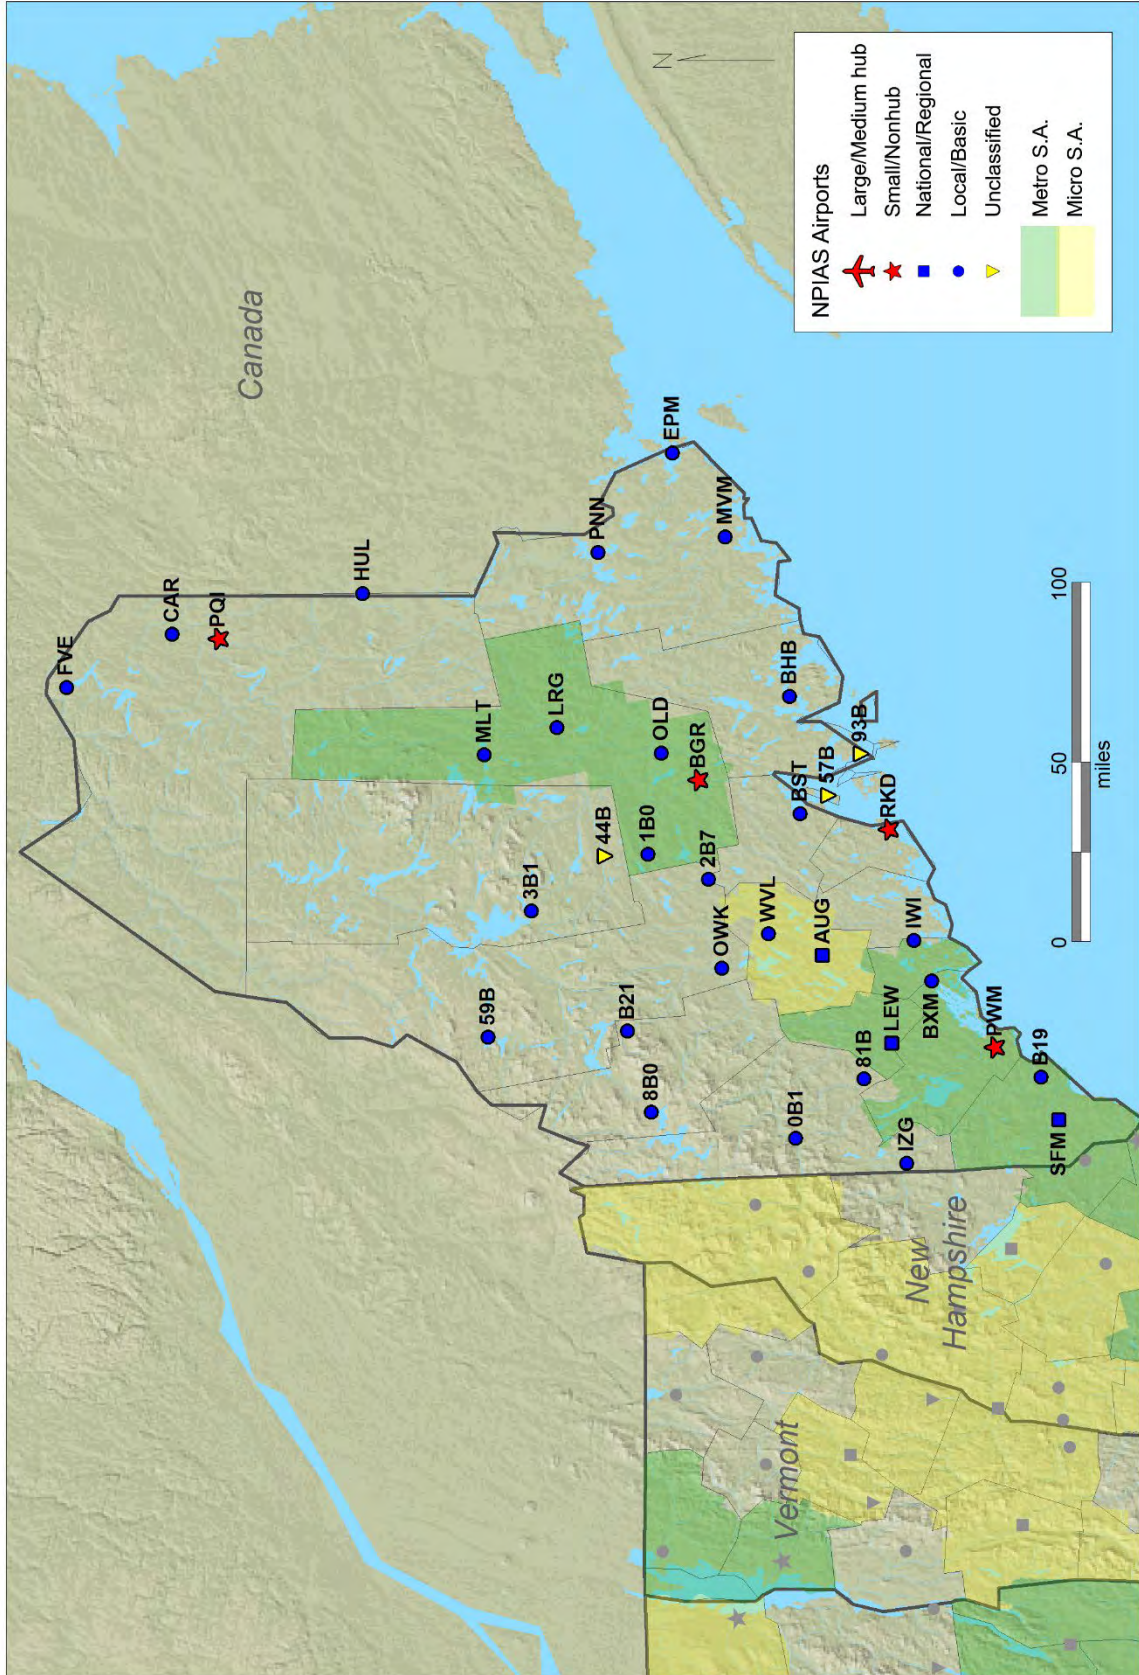 Canada
FVE
CAR
PQI
HUL
MLT
LRG
PNN
EPM
MVM
OLD
BGR
BHB
44B
1B0
2B7
3B1
59B
B21
8B0
OWK
WVL
AUG
BST
57B
93B
RKD
IWI
0B1
81B
LEW
BXM
IZG
PWM
B19
SFM
Vermont
New
Hampshire
N
NPIAS Airports
Large/Medium hub
Small/Nonhub
National/Regional
Local/Basic
Unclassified
Metro S.A.
Micro S.A.
0
50
100
miles